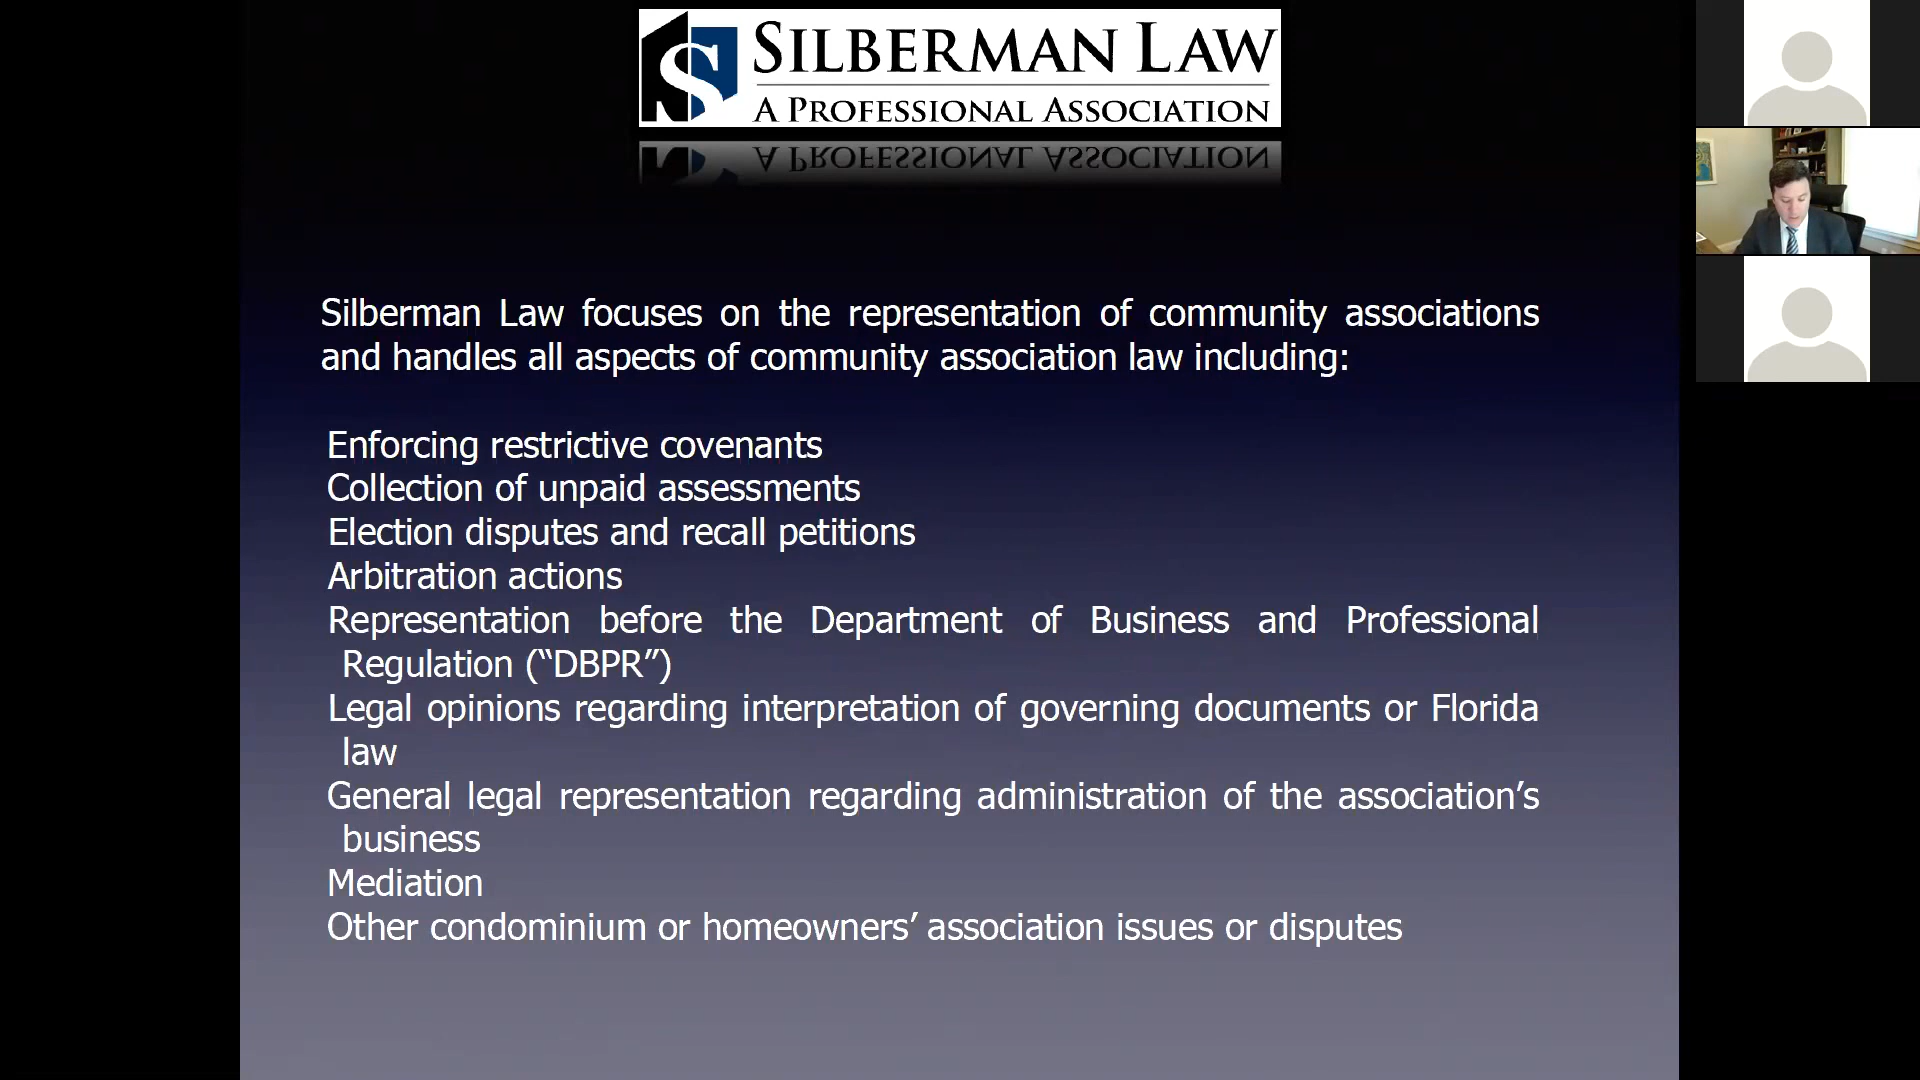 SILBERMAN LAW
A PROFESSIONAL ASSOCIATION
A PROFESSIONAL ASSOCIATION
Silberman Law focuses on the representation of community associations
and handles all aspects of community association law including:
Enforcing restrictive covenants
Collection of unpaid assessments
Election disputes and recall petitions
Arbitration actions
Representation before the Department of Business and Professional
Regulation (“DBPR”)
Legal opinions regarding interpretation of governing documents or Florida
law
General legal representation regarding administration of the association’s
business
Mediation
Other condominium or homeowners’ association issues or disputes